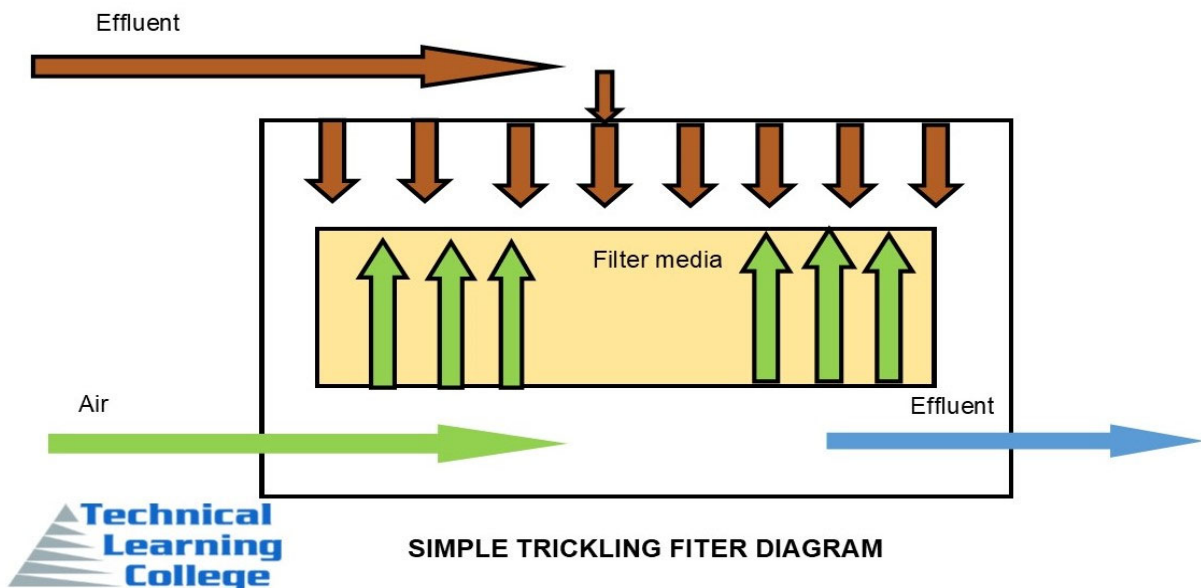 Effluent
Filter media
Air
Effluent
Technical
Learning
College
SIMPLE TRICKLING FITER DIAGRAM